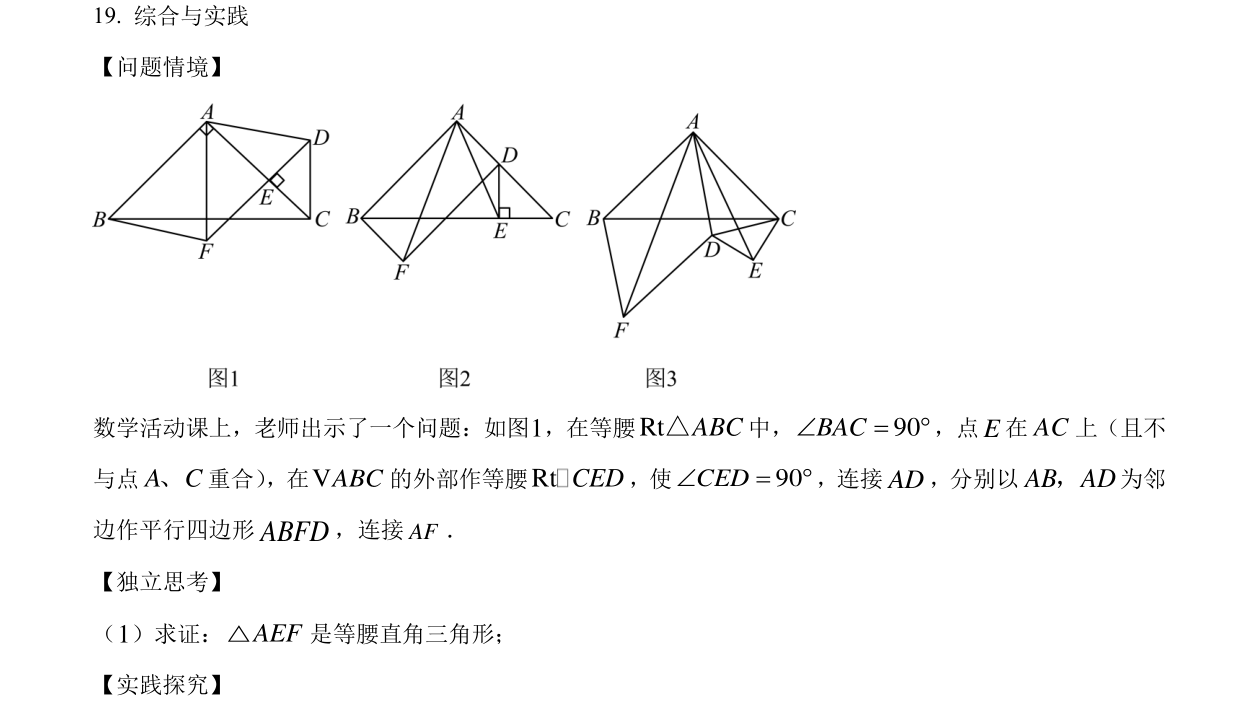 19. 综合与实践
【问题情境】
A
D
E
B
C
F
A
D
B
C
E
F
A
B
C
D
E
F
图1
图2
图3
数学活动课上，老师出示了一个问题：如图1，在等腰Rt△ABC中，∠BAC=90°，点E在AC上（且不
与点A、C重合），在VABC的外部作等腰Rt□CED，使∠CED=90°，连接AD，分别以AB，AD为邻
边作平行四边形ABFD，连接AF．
【独立思考】
（1）求证：△AEF是等腰直角三角形；
【实践探究】